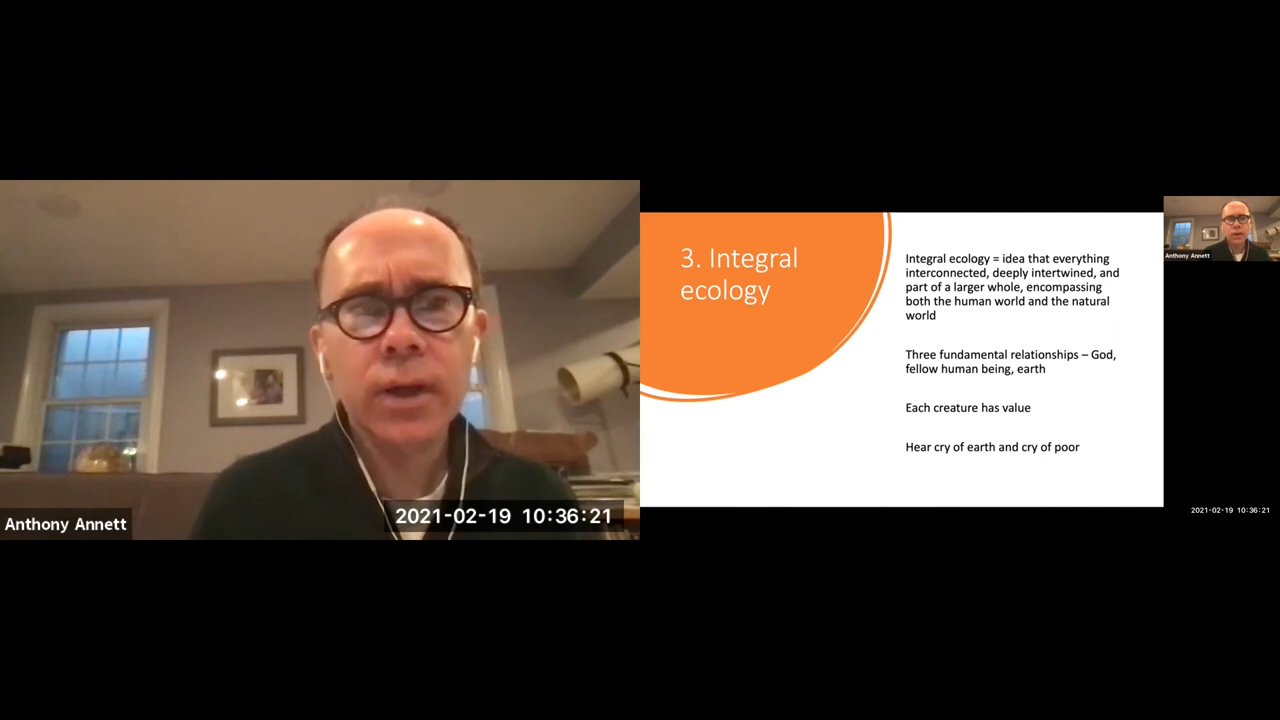 Anthony Annett
2021-02-19 10:36:21
3. Integral
ecology
Integral ecology = idea that everything
interconnected, deeply intertwined, and
part of a larger whole, encompassing
both the human world and the natural
world
Three fundamental relationships – God,
fellow human being, earth
Each creature has value
Hear cry of earth and cry of poor
Anthony Annett
2021-02-19 10:36:21